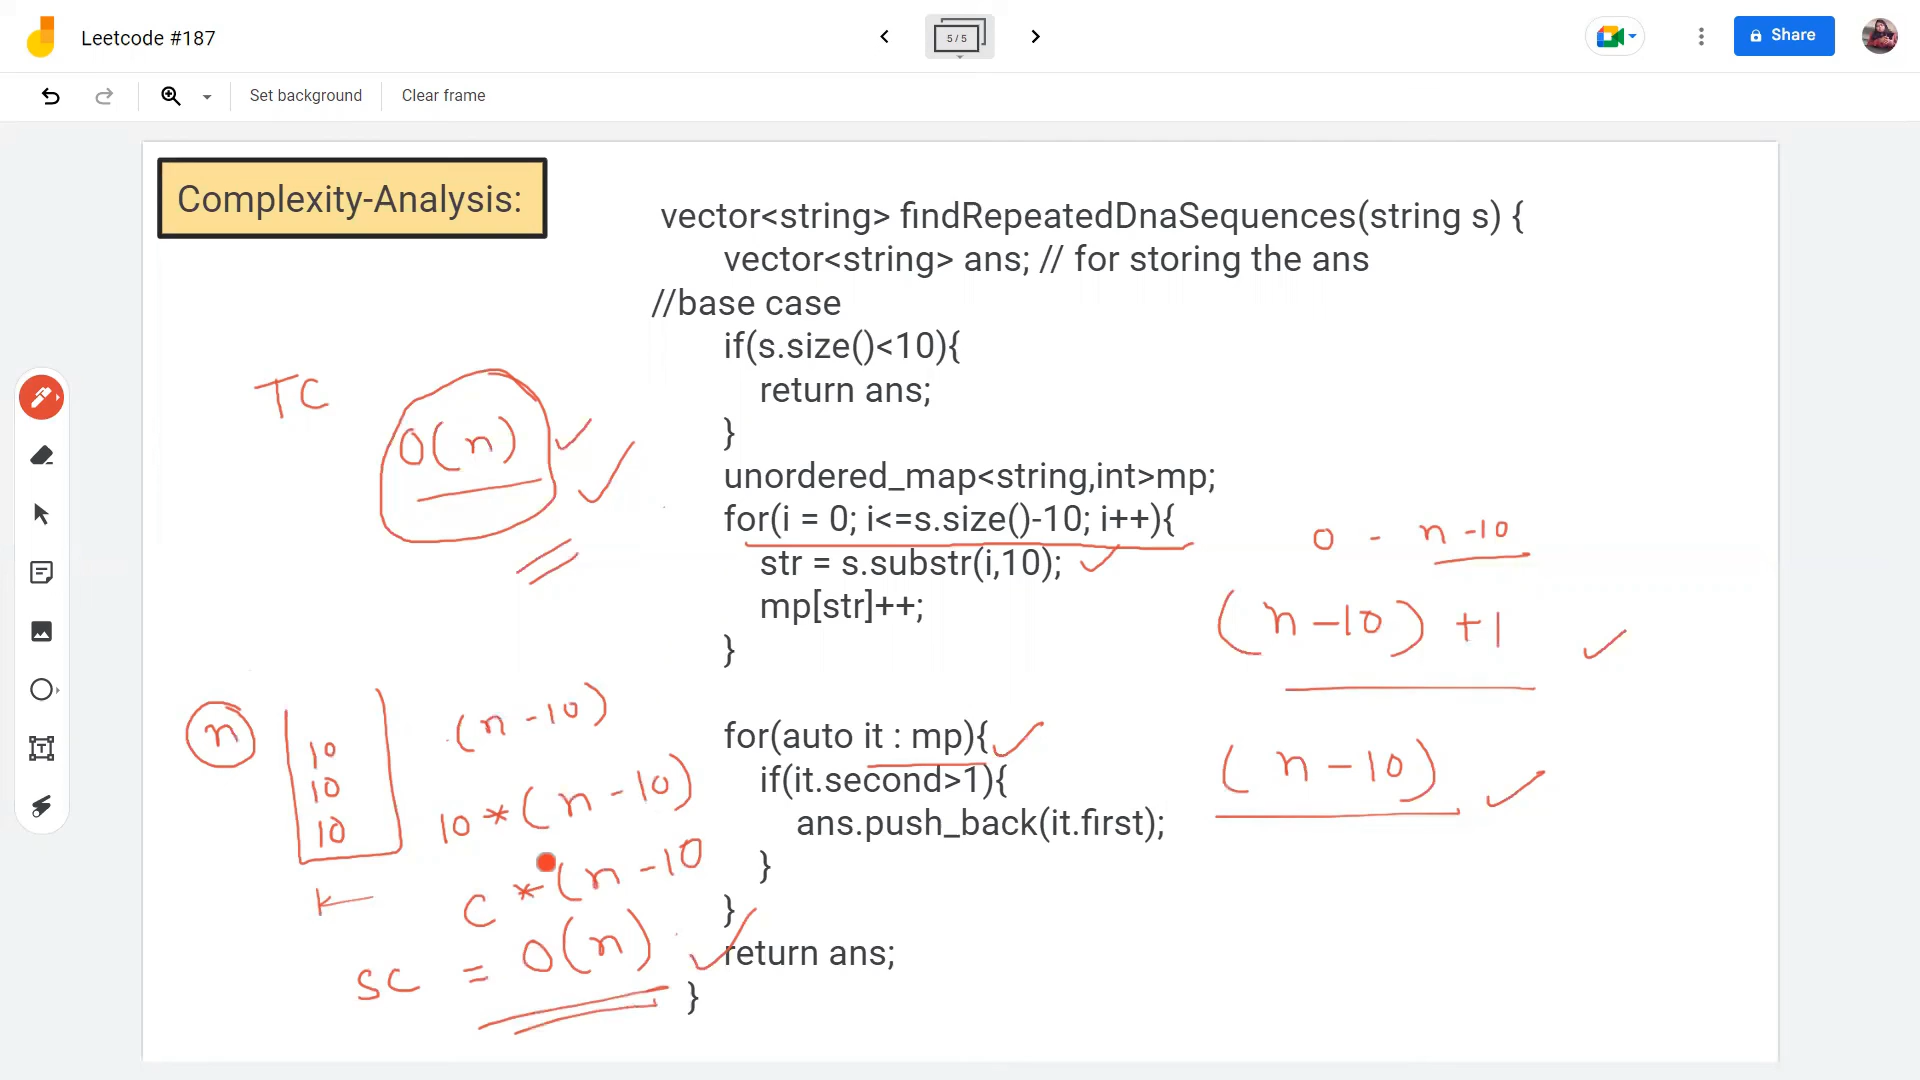 Leetcode #187
5 / 5
Share
Set background
Clear frame
Complexity-Analysis:
vector<string> findRepeatedDnaSequences(string s) {
vector<string> ans; // for storing the ans
//base case
if(s.size()<10){
return ans;
}
unordered_map<string,int>mp;
for(i = 0; i<=s.size()-10; i++){
str = s.substr(i,10);
mp[str]++;
}
for(auto it : mp){
if(it.second>1){
ans.push_back(it.first);
}
}
return ans;
}
TC
O(n)
0 - n-10
(n-10) +1
(n-10)
n
10
10
10
(n-10)
10*(n-10)
C*(n-10
SC = O(n)